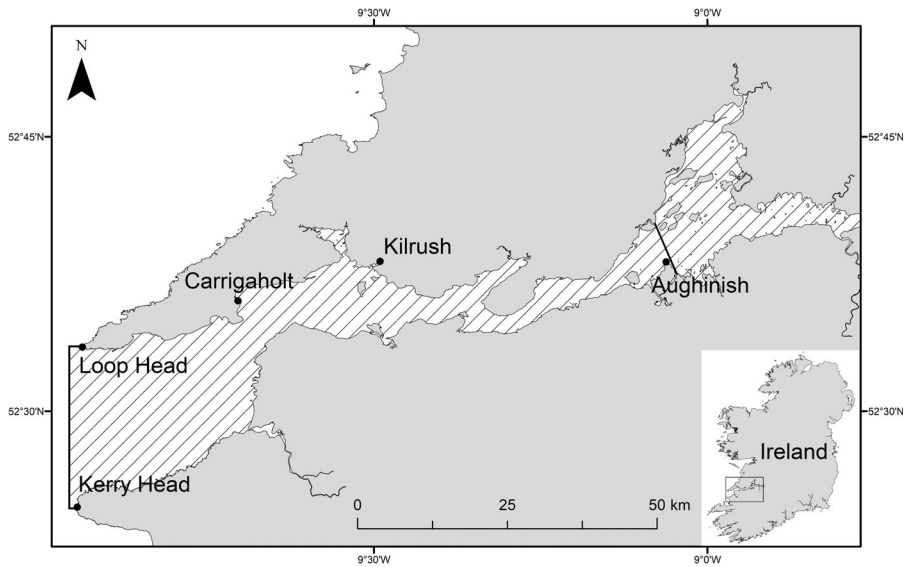 9°30'W
9°0'W
N
52°45'N
52°45'N
Kilrush
Carrigaholt
Aughinish
Loop Head
52°30'N
52°30'N
Ireland
Kerry Head
0
25
50 km
9°30'W
9°0'W